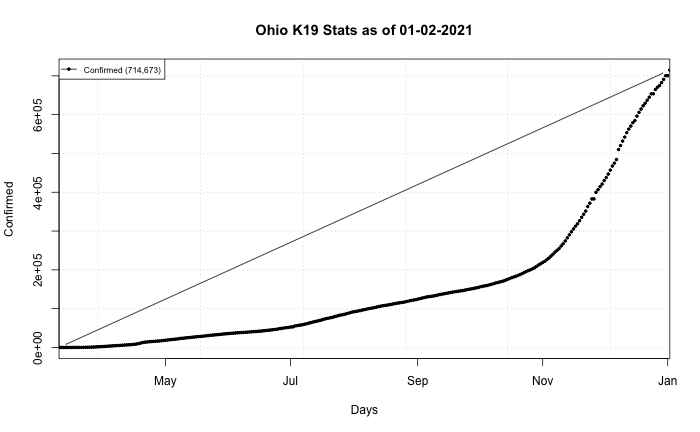 Ohio K19 Stats as of 01-02-2021
Confirmed (714,673)
6e+05
4e+05
2e+05
0e+00
Confirmed
May Jul Sep Nov Jan
Days